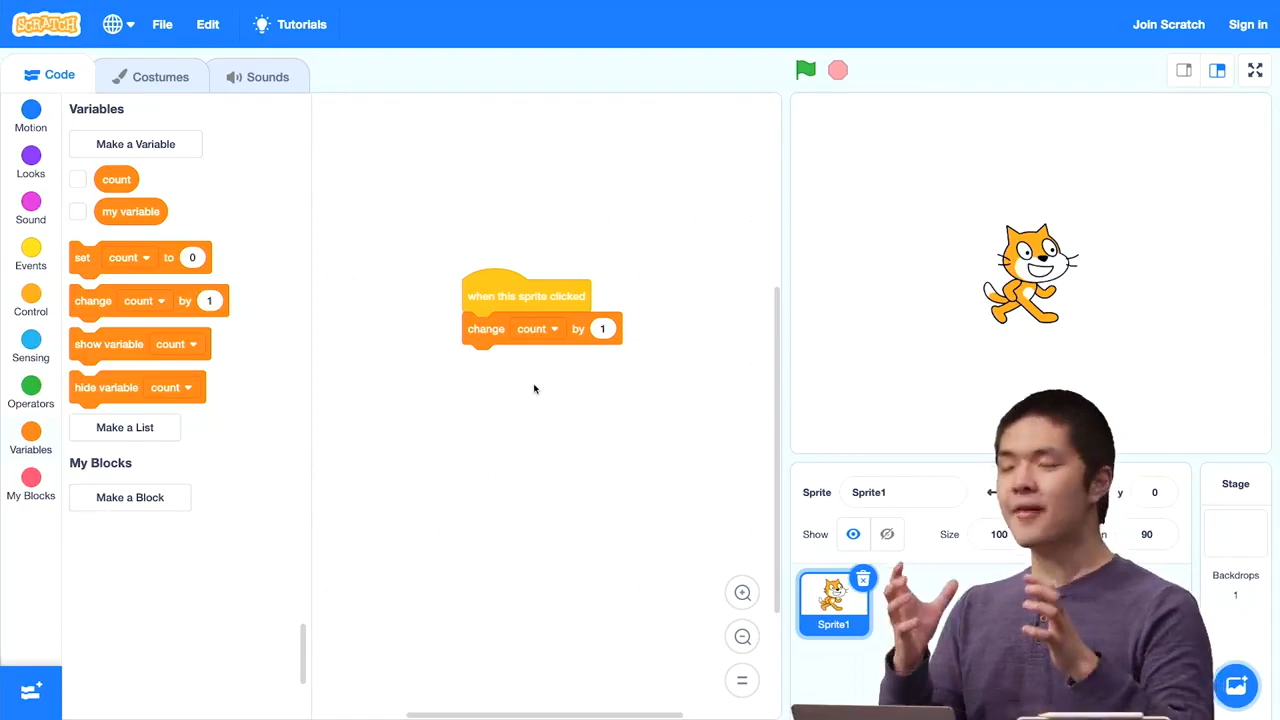 SCRATCH
File
Edit
Tutorials
Join Scratch
Sign in
Code
Costumes
Sounds
Motion
Looks
Sound
Events
Control
Sensing
Operators
Variables
My Blocks
Variables
Make a Variable
count
my variable
set count to 0
change count by 1
show variable count
hide variable count
Make a List
My Blocks
Make a Block
when this sprite clicked
change count by 1
Sprite Sprite1 y 0
Show Size 100 n 90
Sprite1
Stage
Backdrops
1